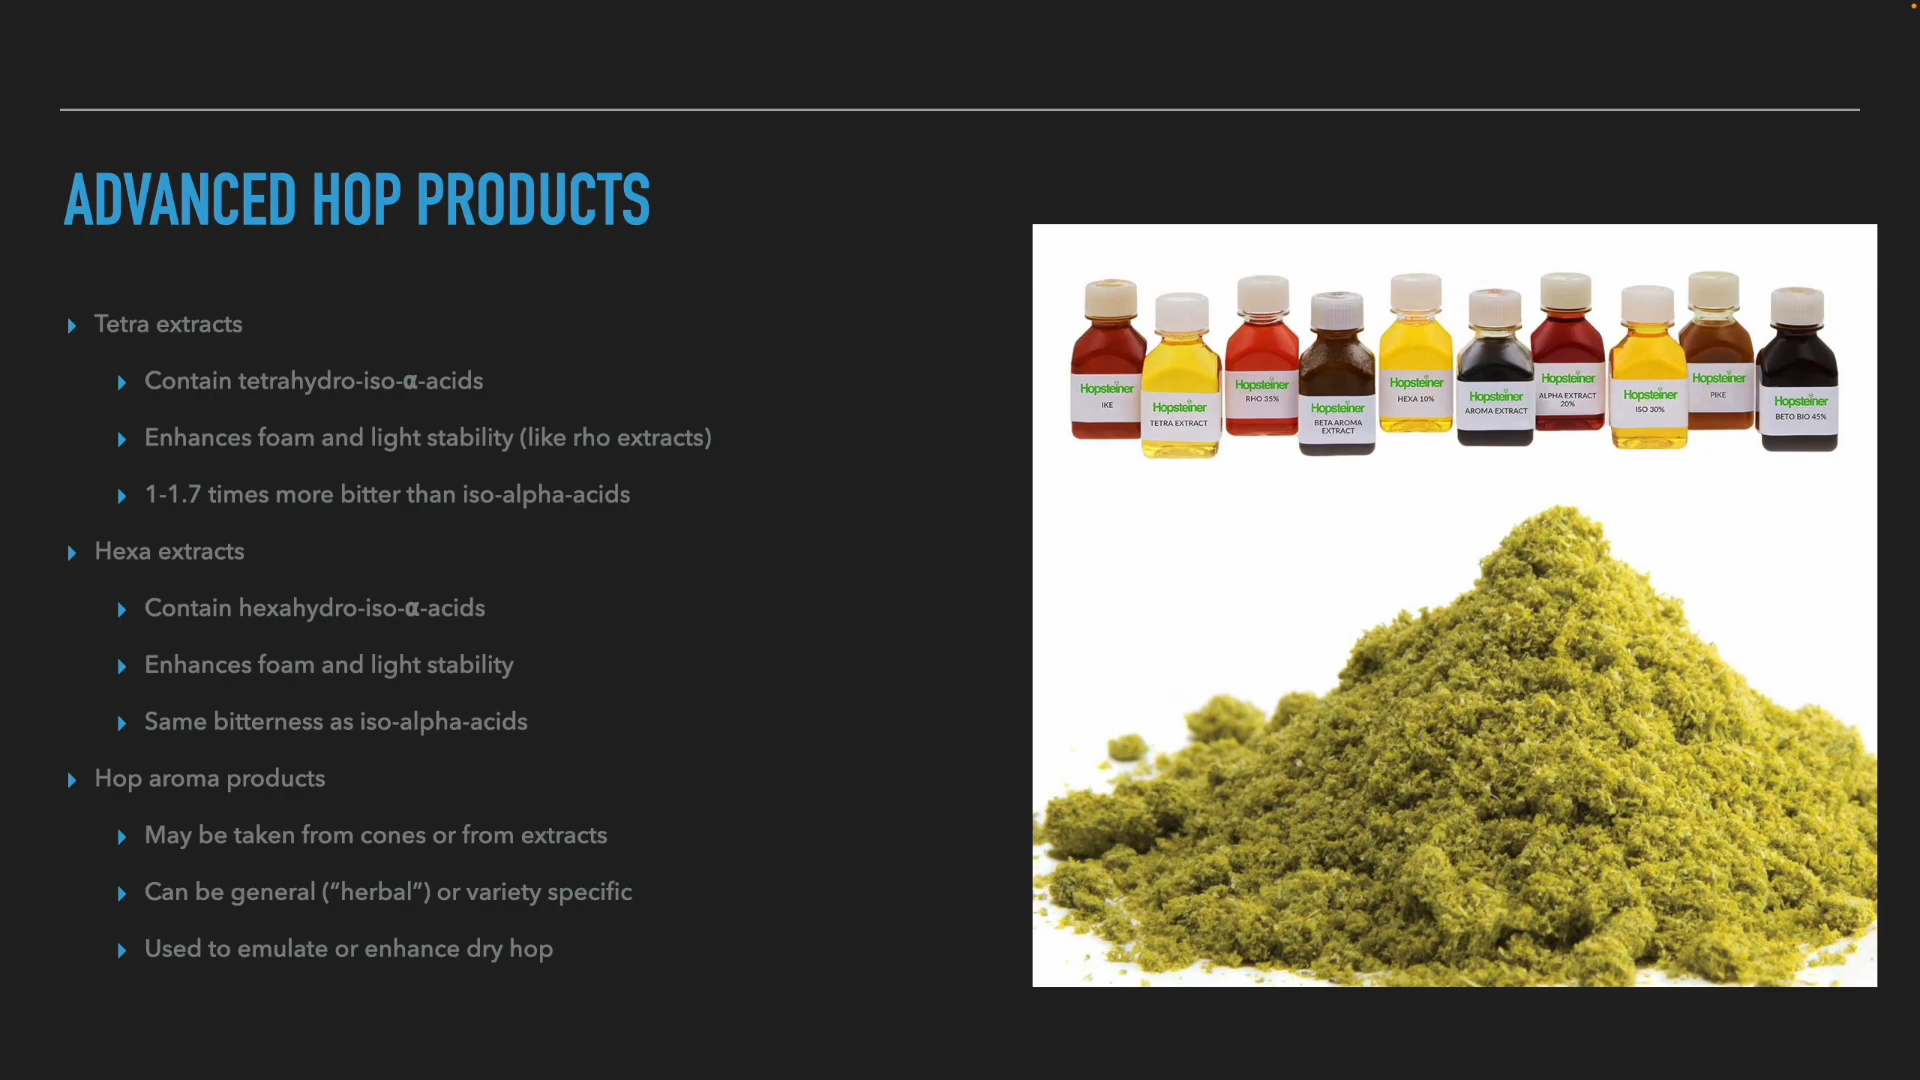 ADVANCED HOP PRODUCTS
Tetra extracts
Contain tetrahydro-iso-α-acids
Enhances foam and light stability (like rho extracts)
1-1.7 times more bitter than iso-alpha-acids
Hexa extracts
Contain hexahydro-iso-α-acids
Enhances foam and light stability
Same bitterness as iso-alpha-acids
Hop aroma products
May be taken from cones or from extracts
Can be general (“herbal”) or variety specific
Used to emulate or enhance dry hop
Hopsteiner
IKE
Hopsteiner
TETRA EXTRACT
Hopsteiner
RHO 35%
Hopsteiner
BETA AROMA
EXTRACT
Hopsteiner
HEXA 10%
Hopsteiner
AROMA EXTRACT
Hopsteiner
ALPHA EXTRACT
20%
Hopsteiner
ISO 30%
Hopsteiner
PIKE
Hopsteiner
BETO BIO 45%